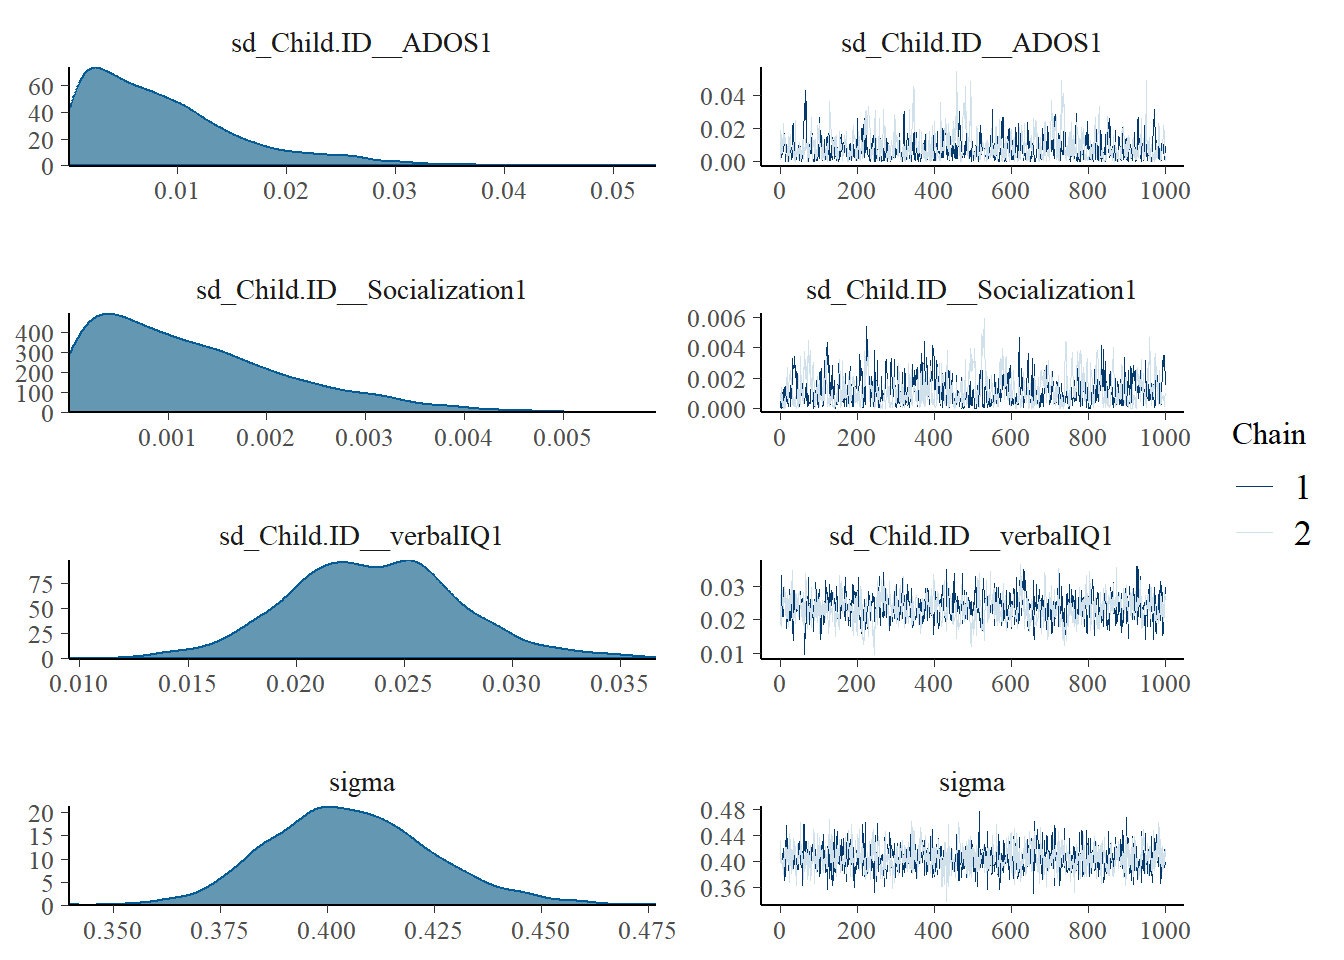 sd_Child.ID__ADOS1
60
40
20
0
0.01 0.02 0.03 0.04 0.05
sd_Child.ID__ADOS1
0.04
0.02
0.00
0 200 400 600 800 1000
sd_Child.ID__Socialization1
400
300
200
100
0
0.001 0.002 0.003 0.004 0.005
sd_Child.ID__Socialization1
0.006
0.004
0.002
0.000
0 200 400 600 800 1000
sd_Child.ID__verbalIQ1
75
50
25
0
0.010 0.015 0.020 0.025 0.030 0.035
sd_Child.ID__verbalIQ1
0.03
0.02
0.01
0 200 400 600 800 1000
sigma
20
15
10
5
0
0.350 0.375 0.400 0.425 0.450 0.475
sigma
0.48
0.44
0.40
0.36
0 200 400 600 800 1000
Chain
1
2